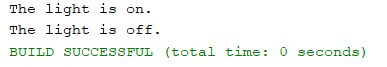 The light is on.
The light is off.
BUILD SUCCESSFUL (total time: 0 seconds)